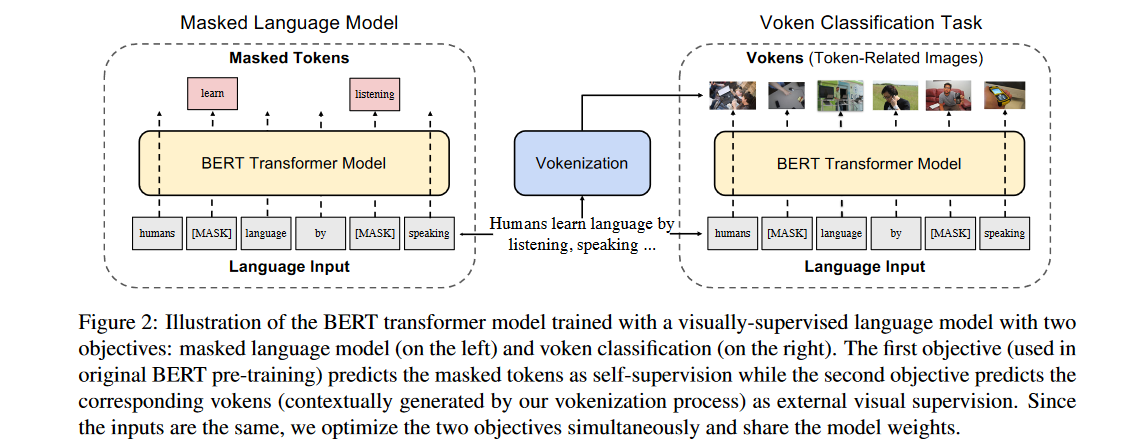 Masked Language Model
Masked Tokens
learn
listening
BERT Transformer Model
humans
[MASK]
language
by
[MASK]
speaking
Language Input
Vokenization
Humans learn language by
listening, speaking ...
Voken Classification Task
Vokens (Token-Related Images)
BERT Transformer Model
humans
[MASK]
language
by
[MASK]
speaking
Language Input
Figure 2: Illustration of the BERT transformer model trained with a visually-supervised language model with two
objectives: masked language model (on the left) and voken classification (on the right). The first objective (used in
original BERT pre-training) predicts the masked tokens as self-supervision while the second objective predicts the
corresponding vokens (contextually generated by our vokenization process) as external visual supervision. Since
the inputs are the same, we optimize the two objectives simultaneously and share the model weights.